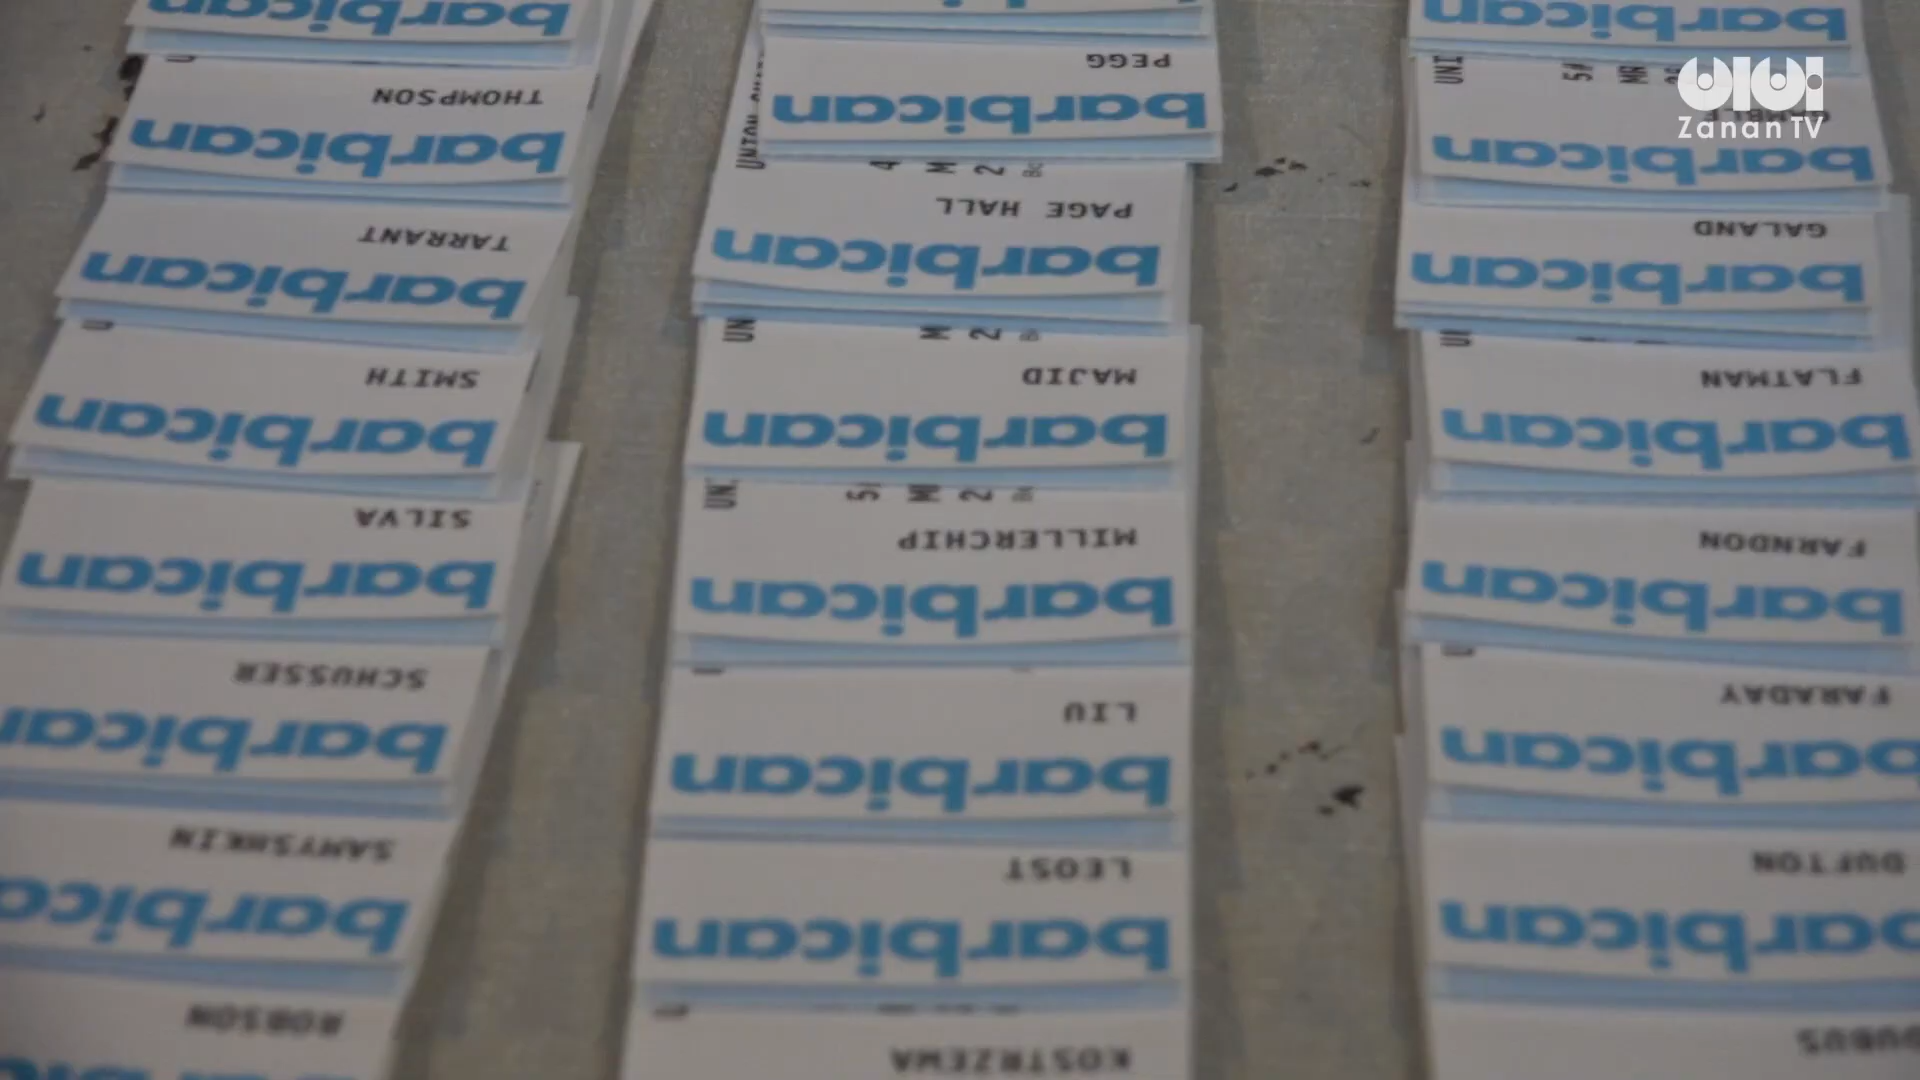 barbican
THOMPSON
barbican
TARRANT
barbican
SMITH
barbican
SILVA
barbican
SCHUSSER
barbican
SAMYSHKIN
barbican
ROBSON
PEGG
barbican
PAGE HALL
barbican
MAJID
barbican
MILLERCHIP
barbican
LIU
barbican
LEOST
barbican
KOSTRZEWA
barbican
barbican
GALAND
barbican
FLATMAN
barbican
FARNDON
barbican
FARADAY
barbican
DUFTON
barbican
DUBUS
زنان
Zanan TV